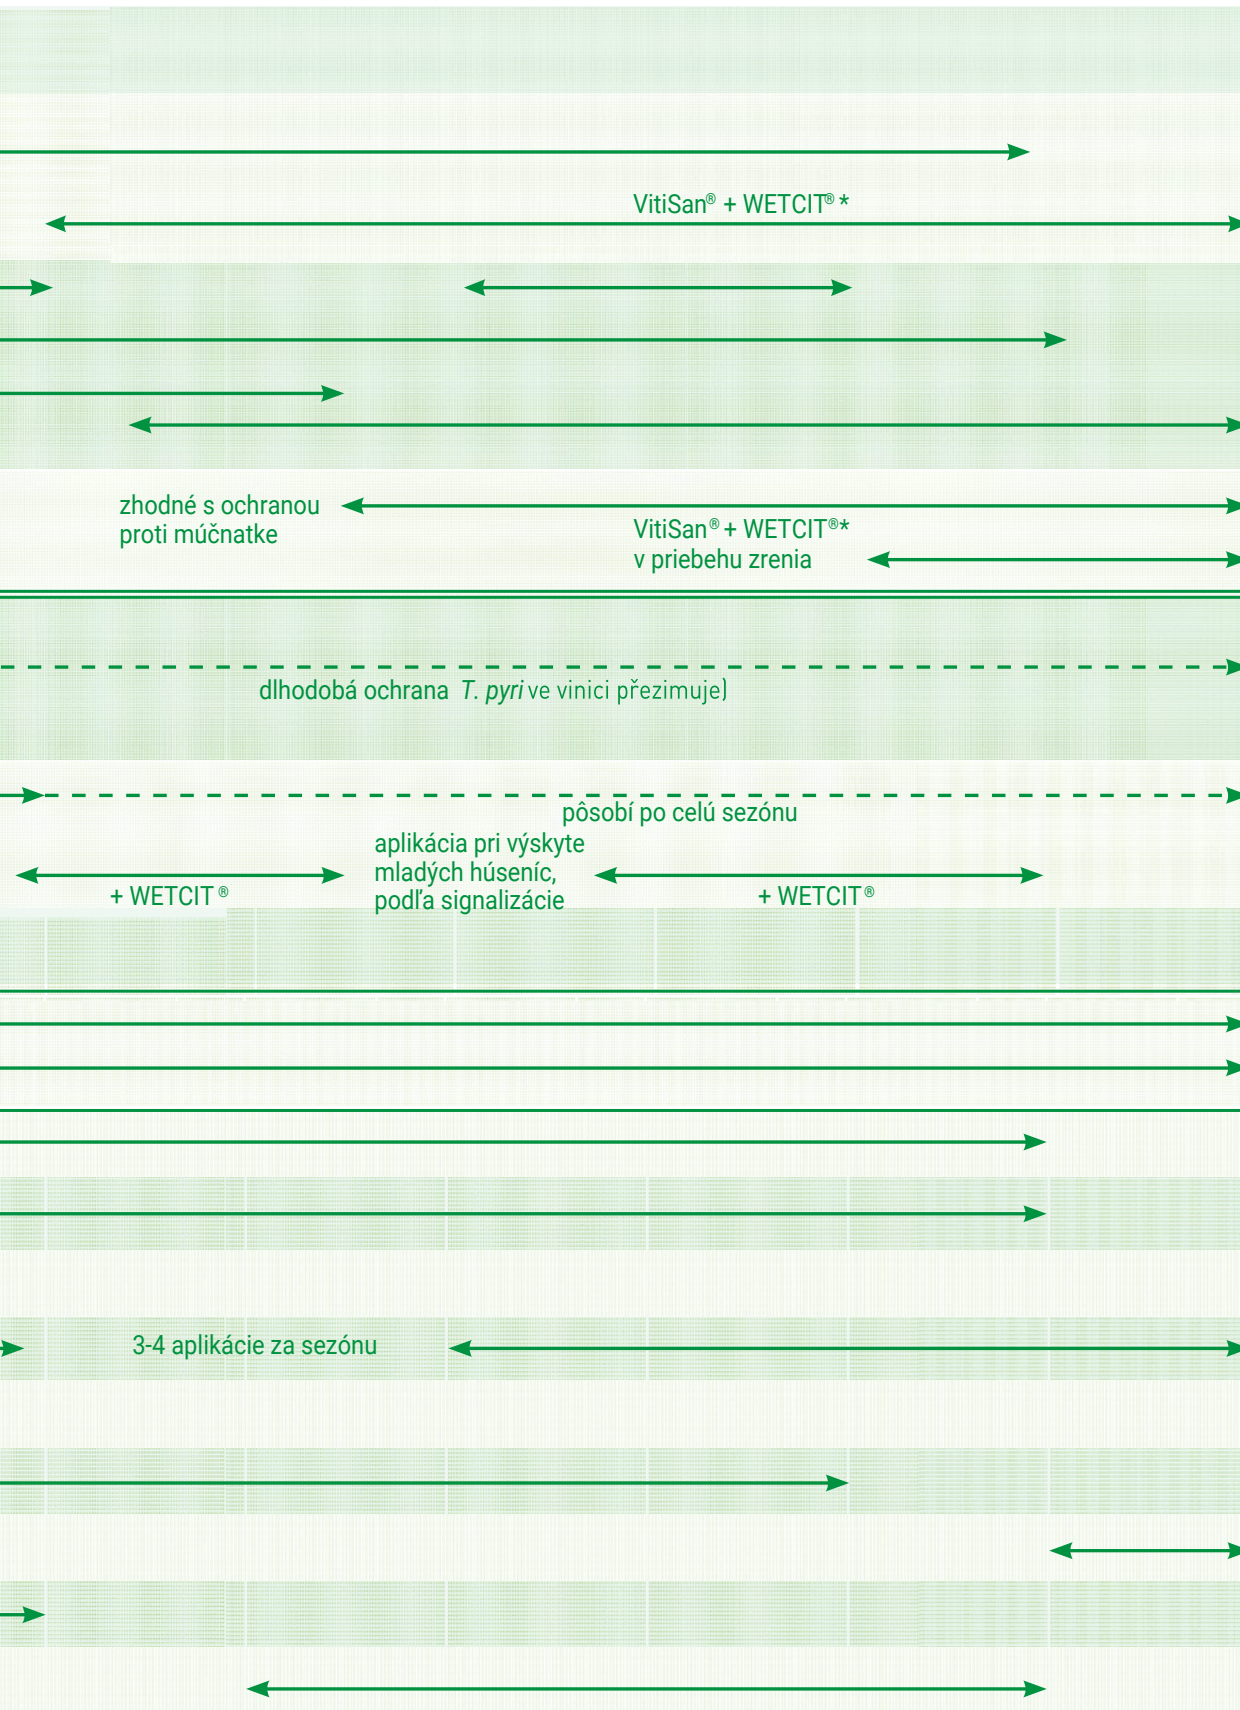 VitiSan® + WETCIT® *
zhodné s ochranou
proti múčnatke
VitiSan® + WETCIT®*
v priebehu zrenia
dlhodobá ochrana T. pyri ve vinici přezimuje)
pôsobí po celú sezónu
aplikácia pri výskyte
mladých húseníc,
podľa signalizácie
+ WETCIT®
+ WETCIT®
3-4 aplikácie za sezónu